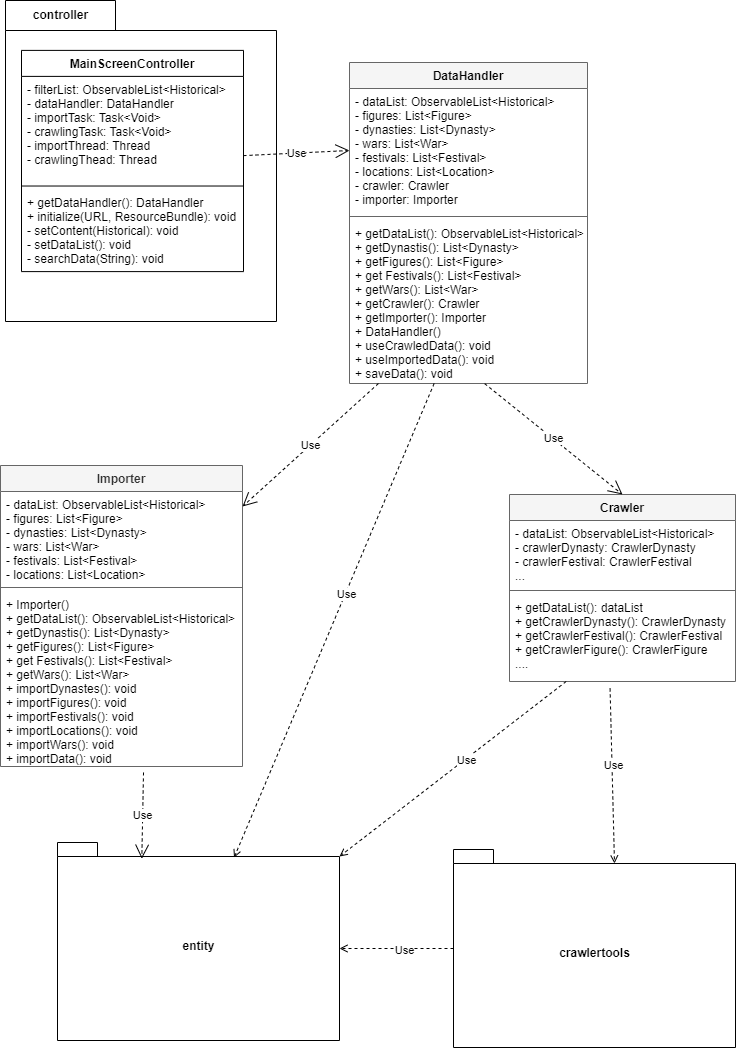 controller
MainScreenController
- filterList: ObservableList<Historical>
- dataHandler: DataHandler
- importTask: Task<Void>
- crawlingTask: Task<Void>
- importThread: Thread
- crawlingThead: Thread
+ getDataHandler(): DataHandler
+ initialize(URL, ResourceBundle): void
- setContent(Historical): void
- setDataList(): void
- searchData(String): void
Use
DataHandler
- dataList: ObservableList<Historical>
- figures: List<Figure>
- dynasties: List<Dynasty>
- wars: List<War>
- festivals: List<Festival>
- locations: List<Location>
- crawler: Crawler
- importer: Importer
+ getDataList(): ObservableList<Historical>
+ getDynastis(): List<Dynasty>
+ getFigures(): List<Figure>
+ get Festivals(): List<Festival>
+ getWars(): List<War>
+ getCrawler(): Crawler
+ getImporter(): Importer
+ DataHandler()
+ useCrawledData(): void
+ useImportedData(): void
+ saveData(): void
Use
Use
Use
Importer
- dataList: ObservableList<Historical>
- figures: List<Figure>
- dynasties: List<Dynasty>
- wars: List<War>
- festivals: List<Festival>
- locations: List<Location>
+ Importer()
+ getDataList(): ObservableList<Historical>
+ getDynastis(): List<Dynasty>
+ getFigures(): List<Figure>
+ get Festivals(): List<Festival>
+ getWars(): List<War>
+ importDynastes(): void
+ importFigures(): void
+ importFestivals(): void
+ importLocations(): void
+ importWars(): void
+ importData(): void
Crawler
- dataList: ObservableList<Historical>
- crawlerDynasty: CrawlerDynasty
- crawlerFestival: CrawlerFestival
...
+ getDataList(): dataList
+ getCrawlerDynasty(): CrawlerDynasty
+ getCrawlerFestival(): CrawlerFestival
+ getCrawlerFigure(): CrawlerFigure
....
Use
Use
Use
entity
Use
crawlertools